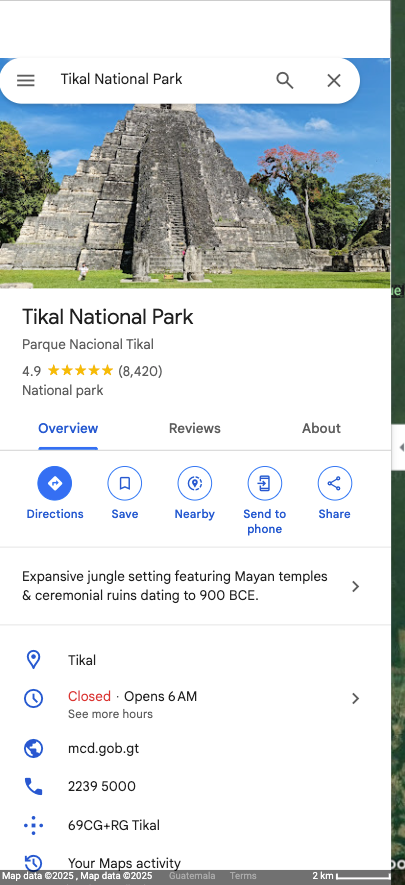 Tikal National Park
Tikal National Park
Parque Nacional Tikal
4.9 ★★★★★ (8,420)
National park
Overview Reviews About
Directions Save Nearby Send to phone Share
Expansive jungle setting featuring Mayan temples
& ceremonial ruins dating to 900 BCE.
Tikal
Closed · Opens 6 AM
See more hours
mcd.gob.gt
2239 5000
69CG+RG Tikal
Your Maps activity
Map data ©2025 , Map data ©2025 Guatemala Terms 2 km